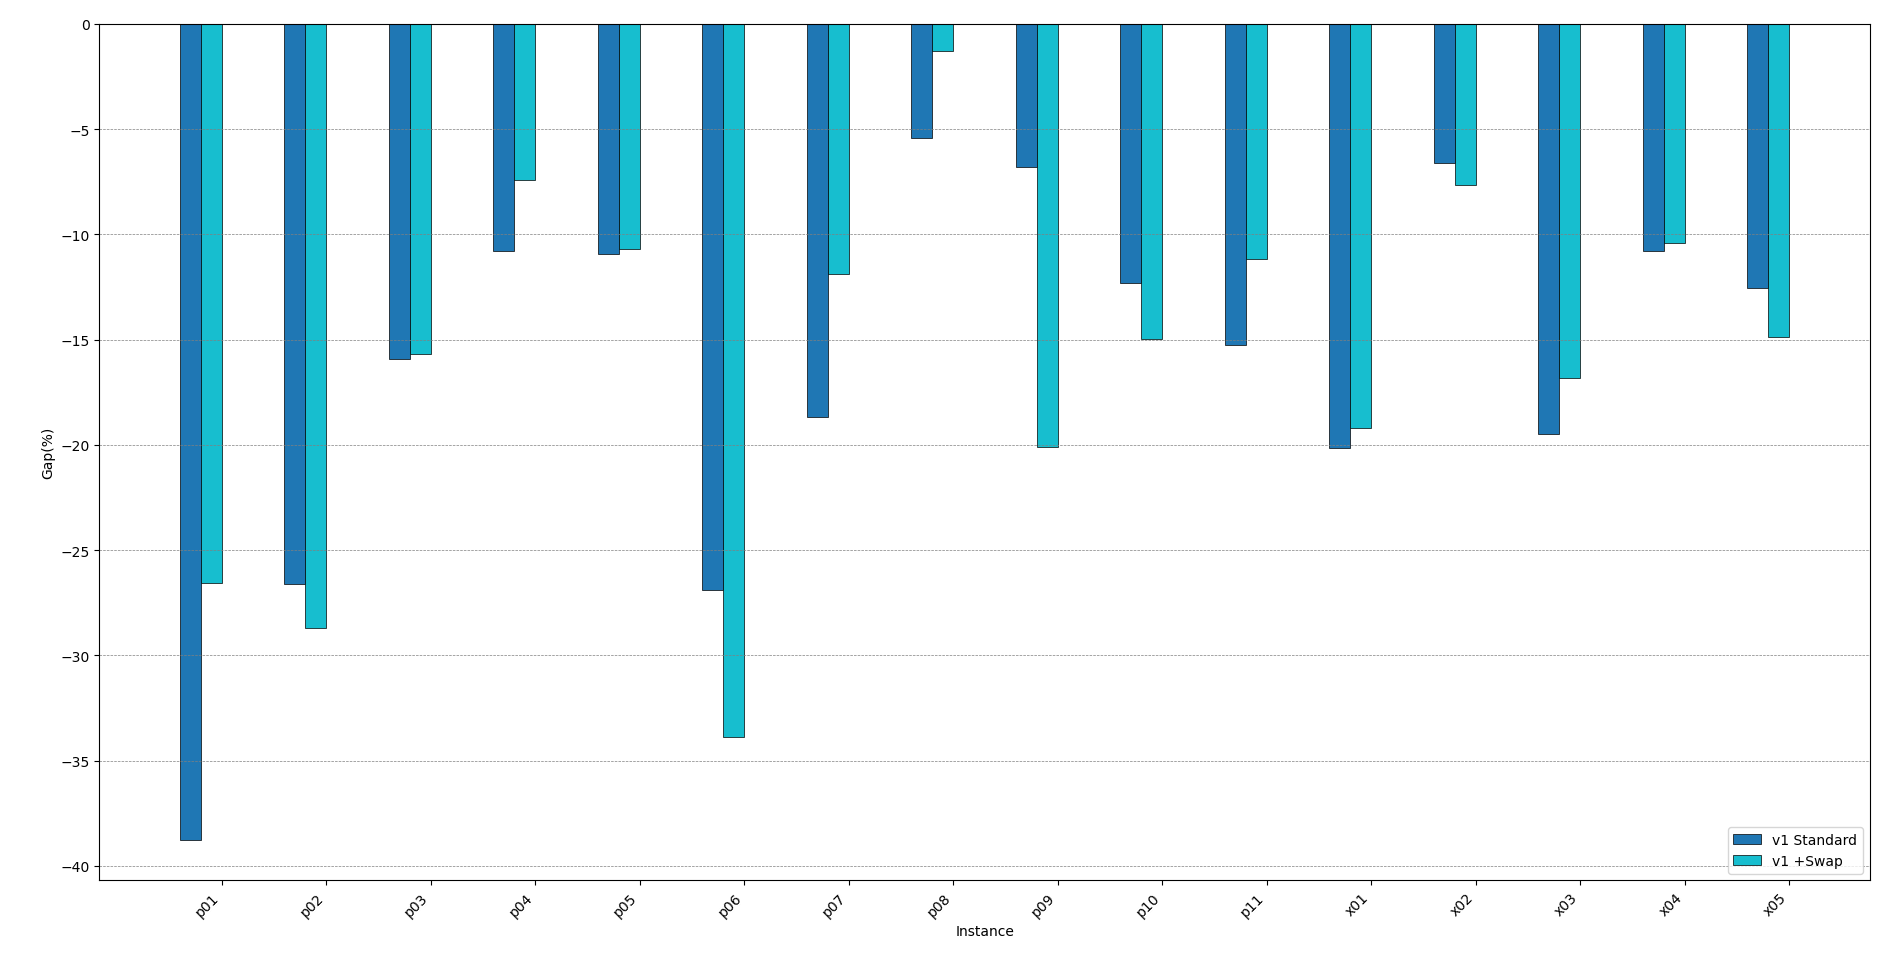 0
−5
−10
−15
−20
−25
−30
−35
−40
Gap(%)
p01
p02
p03
p04
p05
p06
p07
p08
p09
p10
p11
x01
x02
x03
x04
x05
Instance
v1 Standard
v1 +Swap